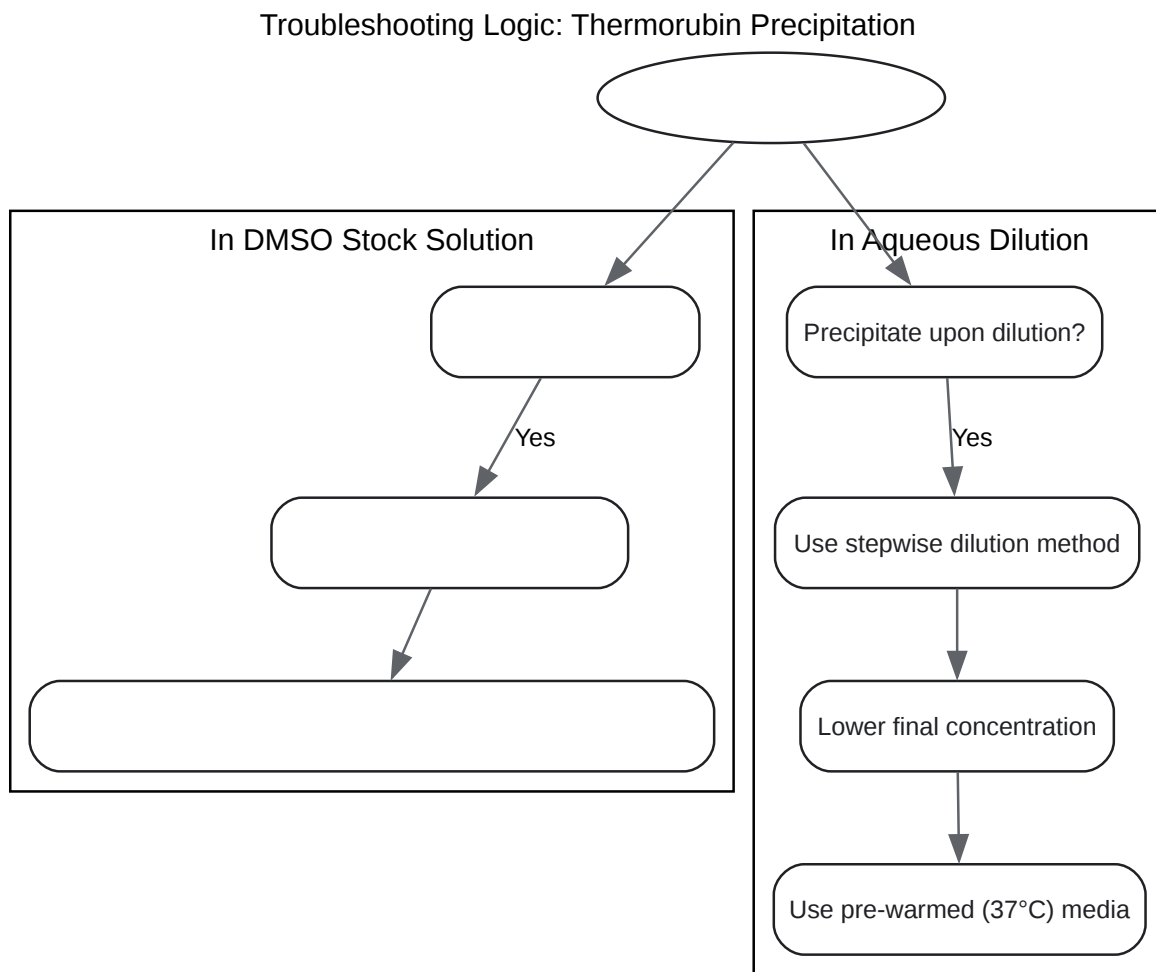 Troubleshooting Logic: Thermorubin Precipitation
In DMSO Stock Solution
Yes
In Aqueous Dilution
Precipitate upon dilution?
Yes
Use stepwise dilution method
Lower final concentration
Use pre-warmed (37°C) media